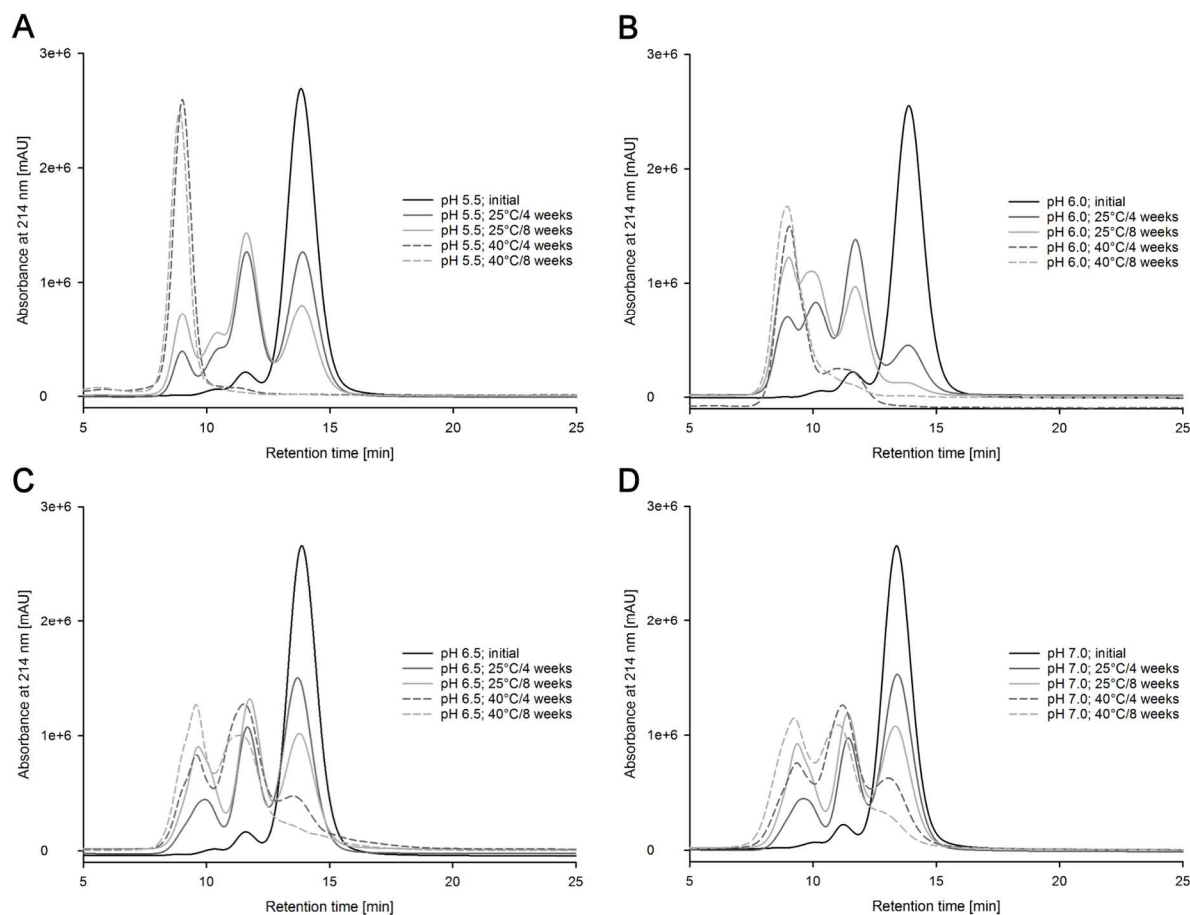 A
3e+6
2e+6
1e+6
0
Absorbance at 214 nm [mAU]
pH 5.5; initial
pH 5.5; 25°C/4 weeks
pH 5.5; 25°C/8 weeks
pH 5.5; 40°C/4 weeks
pH 5.5; 40°C/8 weeks
5 10 15 20 25
Retention time [min]
B
3e+6
2e+6
1e+6
0
Absorbance at 214 nm [mAU]
pH 6.0; initial
pH 6.0; 25°C/4 weeks
pH 6.0; 25°C/8 weeks
pH 6.0; 40°C/4 weeks
pH 6.0; 40°C/8 weeks
5 10 15 20 25
Retention time [min]
C
3e+6
2e+6
1e+6
0
Absorbance at 214 nm [mAU]
pH 6.5; initial
pH 6.5; 25°C/4 weeks
pH 6.5; 25°C/8 weeks
pH 6.5; 40°C/4 weeks
pH 6.5; 40°C/8 weeks
5 10 15 20 25
Retention time [min]
D
3e+6
2e+6
1e+6
0
Absorbance at 214 nm [mAU]
pH 7.0; initial
pH 7.0; 25°C/4 weeks
pH 7.0; 25°C/8 weeks
pH 7.0; 40°C/4 weeks
pH 7.0; 40°C/8 weeks
5 10 15 20 25
Retention time [min]